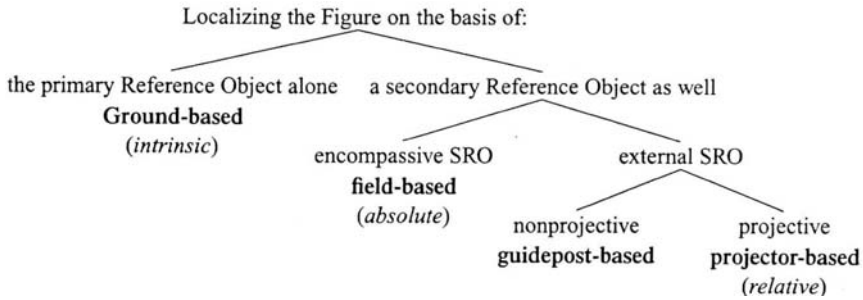 Localizing the Figure on the basis of:
the primary Reference Object alone a secondary Reference Object as well
Ground-based
(intrinsic)
encompassive SRO external SRO
field-based
(absolute)
nonprojective projective
guidepost-based projector-based
(relative)